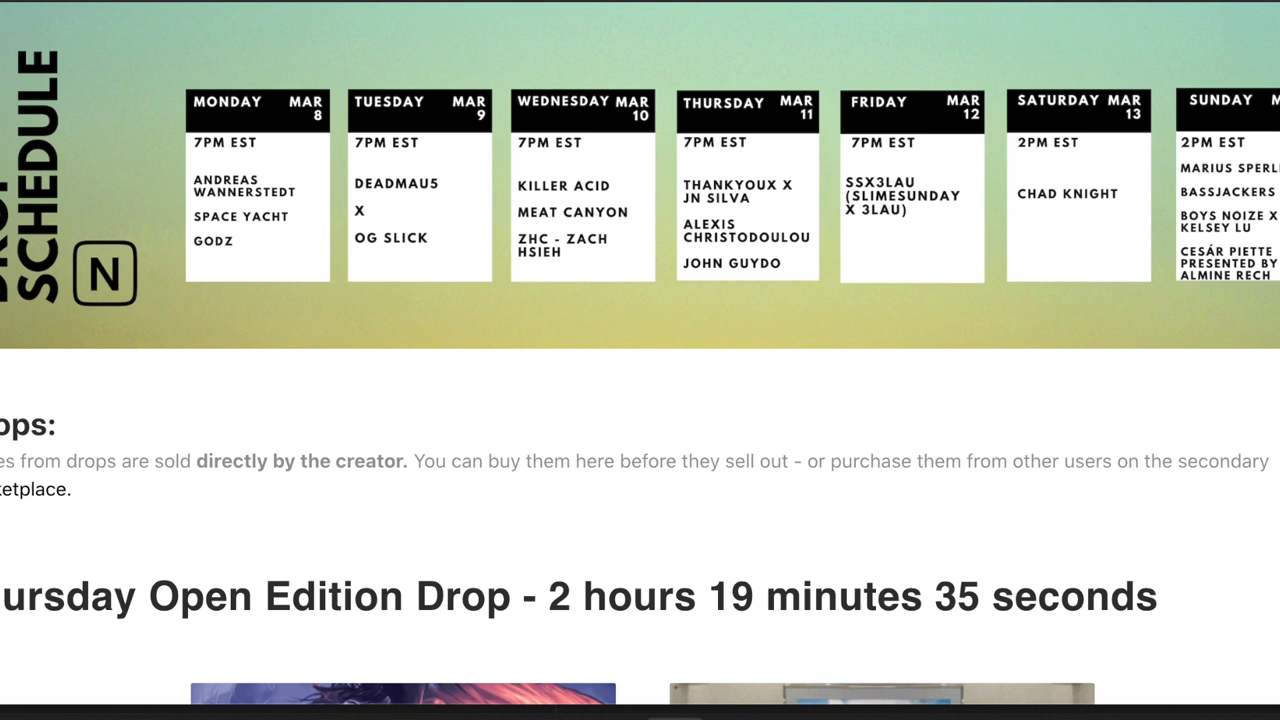 SCHEDULE
N
MONDAY MAR 8
7PM EST
ANDREAS
WANNERSTEDT
SPACE YACHT
GODZ
TUESDAY MAR 9
7PM EST
DEADMAU5
X
OG SLICK
WEDNESDAY MAR 10
7PM EST
KILLER ACID
MEAT CANYON
ZHC - ZACH
HSIEH
THURSDAY MAR 11
7PM EST
THANKYOUX X
JN SILVA
ALEXIS
CHRISTODOULOU
JOHN GUYDO
FRIDAY MAR 12
7PM EST
SSX3LAU
(SLIMESUNDAY
X 3LAU)
SATURDAY MAR 13
2PM EST
CHAD KNIGHT
SUNDAY
2PM EST
MARIUS
BASSJACKERS
BOYS NOIZE X
KELSEY LU
CESÁR PIETTE
PRESENTED BY
ALMINE RECH
ops:
es from drops are sold directly by the creator. You can buy them here before they sell out - or purchase them from other users on the secondary
ketplace.
ursday Open Edition Drop - 2 hours 19 minutes 35 seconds